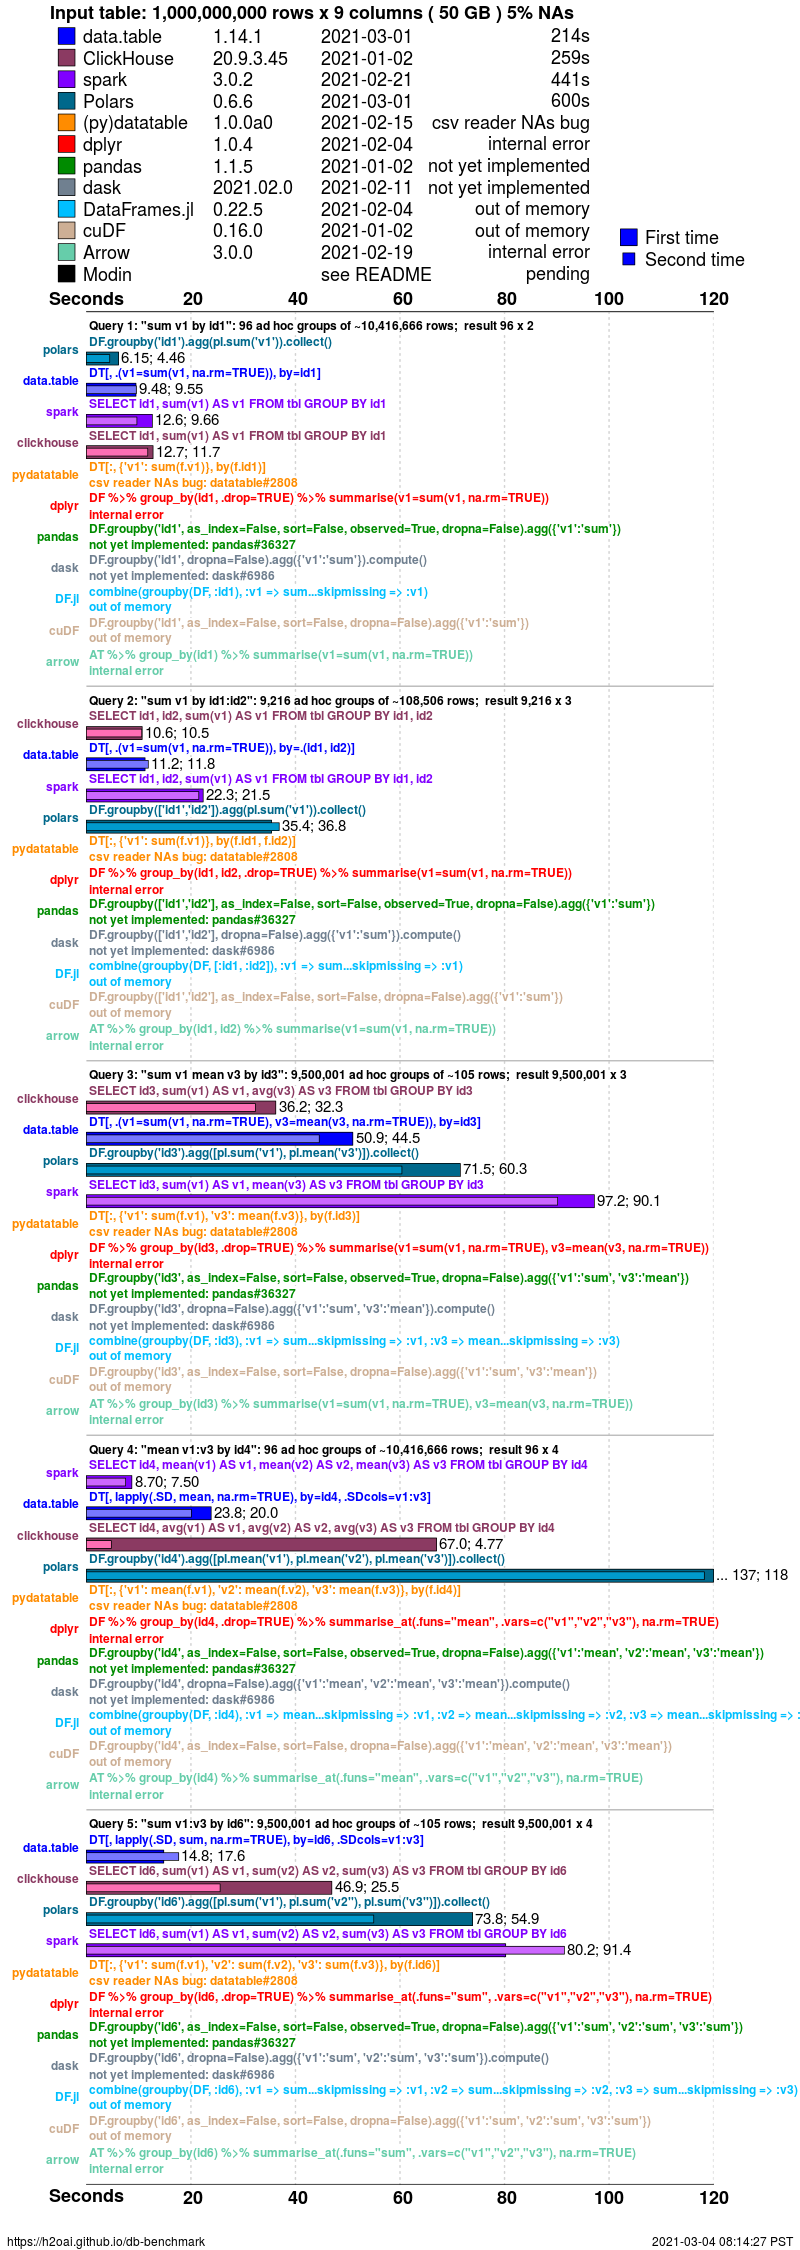 Input table: 1,000,000,000 rows x 9 columns ( 50 GB ) 5% NAs
data.table 1.14.1 2021-03-01 214s
ClickHouse 20.9.3.45 2021-01-02 259s
spark 3.0.2 2021-02-21 441s
Polars 0.6.6 2021-03-01 600s
(py)datatable 1.0.0a0 2021-02-15 csv reader NAs bug
dplyr 1.0.4 2021-02-04 internal error
pandas 1.1.5 2021-01-02 not yet implemented
dask 2021.02.0 2021-02-11 not yet implemented
DataFrames.jl 0.22.5 2021-02-04 out of memory
cuDF 0.16.0 2021-01-02 out of memory
Arrow 3.0.0 2021-02-19 internal error
Modin see README pending
First time
Second time
Seconds 20 40 60 80 100 120
Query 1: "sum v1 by id1": 96 ad hoc groups of ~10,416,666 rows;  result 96 x 2
DF.groupby('id1').agg(pl.sum('v1')).collect()
polars 6.15; 4.46
DT[, .(v1=sum(v1, na.rm=TRUE)), by=id1]
data.table 9.48; 9.55
SELECT id1, sum(v1) AS v1 FROM tbl GROUP BY id1
spark 12.6; 9.66
SELECT id1, sum(v1) AS v1 FROM tbl GROUP BY id1
clickhouse 12.7; 11.7
DT[:, {'v1': sum(f.v1)}, by(f.id1)]
pydatatable csv reader NAs bug: datatable#2808
DF %>% group_by(id1, .drop=TRUE) %>% summarise(v1=sum(v1, na.rm=TRUE))
dplyr internal error
DF.groupby('id1', as_index=False, sort=False, observed=True, dropna=False).agg({'v1':'sum'})
pandas not yet implemented: pandas#36327
DF.groupby('id1', dropna=False).agg({'v1':'sum'}).compute()
dask not yet implemented: dask#6986
combine(groupby(DF, :id1), :v1 => sum...skipmissing => :v1)
DF.jl out of memory
DF.groupby('id1', as_index=False, sort=False, dropna=False).agg({'v1':'sum'})
cuDF out of memory
AT %>% group_by(id1) %>% summarise(v1=sum(v1, na.rm=TRUE))
arrow internal error
Query 2: "sum v1 by id1:id2": 9,216 ad hoc groups of ~108,506 rows;  result 9,216 x 3
SELECT id1, id2, sum(v1) AS v1 FROM tbl GROUP BY id1, id2
clickhouse 10.6; 10.5
DT[, .(v1=sum(v1, na.rm=TRUE)), by=.(id1, id2)]
data.table 11.2; 11.8
SELECT id1, id2, sum(v1) AS v1 FROM tbl GROUP BY id1, id2
spark 22.3; 21.5
DF.groupby(['id1','id2']).agg(pl.sum('v1')).collect()
polars 35.4; 36.8
DT[:, {'v1': sum(f.v1)}, by(f.id1, f.id2)]
pydatatable csv reader NAs bug: datatable#2808
DF %>% group_by(id1, id2, .drop=TRUE) %>% summarise(v1=sum(v1, na.rm=TRUE))
dplyr internal error
DF.groupby(['id1','id2'], as_index=False, sort=False, observed=True, dropna=False).agg({'v1':'sum'})
pandas not yet implemented: pandas#36327
DF.groupby(['id1','id2'], dropna=False).agg({'v1':'sum'}).compute()
dask not yet implemented: dask#6986
combine(groupby(DF, [:id1, :id2]), :v1 => sum...skipmissing => :v1)
DF.jl out of memory
DF.groupby(['id1','id2'], as_index=False, sort=False, dropna=False).agg({'v1':'sum'})
cuDF out of memory
AT %>% group_by(id1, id2) %>% summarise(v1=sum(v1, na.rm=TRUE))
arrow internal error
Query 3: "sum v1 mean v3 by id3": 9,500,001 ad hoc groups of ~105 rows;  result 9,500,001 x 3
SELECT id3, sum(v1) AS v1, avg(v3) AS v3 FROM tbl GROUP BY id3
clickhouse 36.2; 32.3
DT[, .(v1=sum(v1, na.rm=TRUE), v3=mean(v3, na.rm=TRUE)), by=id3]
data.table 50.9; 44.5
DF.groupby('id3').agg([pl.sum('v1'), pl.mean('v3')]).collect()
polars 71.5; 60.3
SELECT id3, sum(v1) AS v1, mean(v3) AS v3 FROM tbl GROUP BY id3
spark 97.2; 90.1
DT[:, {'v1': sum(f.v1), 'v3': mean(f.v3)}, by(f.id3)]
pydatatable csv reader NAs bug: datatable#2808
DF %>% group_by(id3, .drop=TRUE) %>% summarise(v1=sum(v1, na.rm=TRUE), v3=mean(v3, na.rm=TRUE))
dplyr internal error
DF.groupby('id3', as_index=False, sort=False, observed=True, dropna=False).agg({'v1':'sum', 'v3':'mean'})
pandas not yet implemented: pandas#36327
DF.groupby('id3', dropna=False).agg({'v1':'sum', 'v3':'mean'}).compute()
dask not yet implemented: dask#6986
combine(groupby(DF, :id3), :v1 => sum...skipmissing => :v1, :v3 => mean...skipmissing => :v3)
DF.jl out of memory
DF.groupby('id3', as_index=False, sort=False, dropna=False).agg({'v1':'sum', 'v3':'mean'})
cuDF out of memory
AT %>% group_by(id3) %>% summarise(v1=sum(v1, na.rm=TRUE), v3=mean(v3, na.rm=TRUE))
arrow internal error
Query 4: "mean v1:v3 by id4": 96 ad hoc groups of ~10,416,666 rows;  result 96 x 4
SELECT id4, mean(v1) AS v1, mean(v2) AS v2, mean(v3) AS v3 FROM tbl GROUP BY id4
spark 8.70; 7.50
DT[, lapply(.SD, mean, na.rm=TRUE), by=id4, .SDcols=v1:v3]
data.table 23.8; 20.0
SELECT id4, avg(v1) AS v1, avg(v2) AS v2, avg(v3) AS v3 FROM tbl GROUP BY id4
clickhouse 67.0; 4.77
DF.groupby('id4').agg([pl.mean('v1'), pl.mean('v2'), pl.mean('v3')]).collect()
polars ... 137; 118
DT[:, {'v1': mean(f.v1), 'v2': mean(f.v2), 'v3': mean(f.v3)}, by(f.id4)]
pydatatable csv reader NAs bug: datatable#2808
DF %>% group_by(id4, .drop=TRUE) %>% summarise_at(.funs="mean", .vars=c("v1","v2","v3"), na.rm=TRUE)
dplyr internal error
DF.groupby('id4', as_index=False, sort=False, observed=True, dropna=False).agg({'v1':'mean', 'v2':'mean', 'v3':'mean'})
pandas not yet implemented: pandas#36327
DF.groupby('id4', dropna=False).agg({'v1':'mean', 'v2':'mean', 'v3':'mean'}).compute()
dask not yet implemented: dask#6986
combine(groupby(DF, :id4), :v1 => mean...skipmissing => :v1, :v2 => mean...skipmissing => :v2, :v3 => mean...skipmissing => :
DF.jl out of memory
DF.groupby('id4', as_index=False, sort=False, dropna=False).agg({'v1':'mean', 'v2':'mean', 'v3':'mean'})
cuDF out of memory
AT %>% group_by(id4) %>% summarise_at(.funs="mean", .vars=c("v1","v2","v3"), na.rm=TRUE)
arrow internal error
Query 5: "sum v1:v3 by id6": 9,500,001 ad hoc groups of ~105 rows;  result 9,500,001 x 4
DT[, lapply(.SD, sum, na.rm=TRUE), by=id6, .SDcols=v1:v3]
data.table 14.8; 17.6
SELECT id6, sum(v1) AS v1, sum(v2) AS v2, sum(v3) AS v3 FROM tbl GROUP BY id6
clickhouse 46.9; 25.5
DF.groupby('id6').agg([pl.sum('v1'), pl.sum('v2"), pl.sum('v3")]).collect()
polars 73.8; 54.9
SELECT id6, sum(v1) AS v1, sum(v2) AS v2, sum(v3) AS v3 FROM tbl GROUP BY id6
spark 80.2; 91.4
DT[:, {'v1': sum(f.v1), 'v2': sum(f.v2), 'v3': sum(f.v3)}, by(f.id6)]
pydatatable csv reader NAs bug: datatable#2808
DF %>% group_by(id6, .drop=TRUE) %>% summarise_at(.funs="sum", .vars=c("v1","v2","v3"), na.rm=TRUE)
dplyr internal error
DF.groupby('id6', as_index=False, sort=False, observed=True, dropna=False).agg({'v1':'sum', 'v2':'sum', 'v3':'sum'})
pandas not yet implemented: pandas#36327
DF.groupby('id6', dropna=False).agg({'v1':'sum', 'v2':'sum', 'v3':'sum'}).compute()
dask not yet implemented: dask#6986
combine(groupby(DF, :id6), :v1 => sum...skipmissing => :v1, :v2 => sum...skipmissing => :v2, :v3 => sum...skipmissing => :v3)
DF.jl out of memory
DF.groupby('id6', as_index=False, sort=False, dropna=False).agg({'v1':'sum', 'v2':'sum', 'v3':'sum'})
cuDF out of memory
AT %>% group_by(id6) %>% summarise_at(.funs="sum", .vars=c("v1","v2","v3"), na.rm=TRUE)
arrow internal error
Seconds 20 40 60 80 100 120
https://h2oai.github.io/db-benchmark 2021-03-04 08:14:27 PST